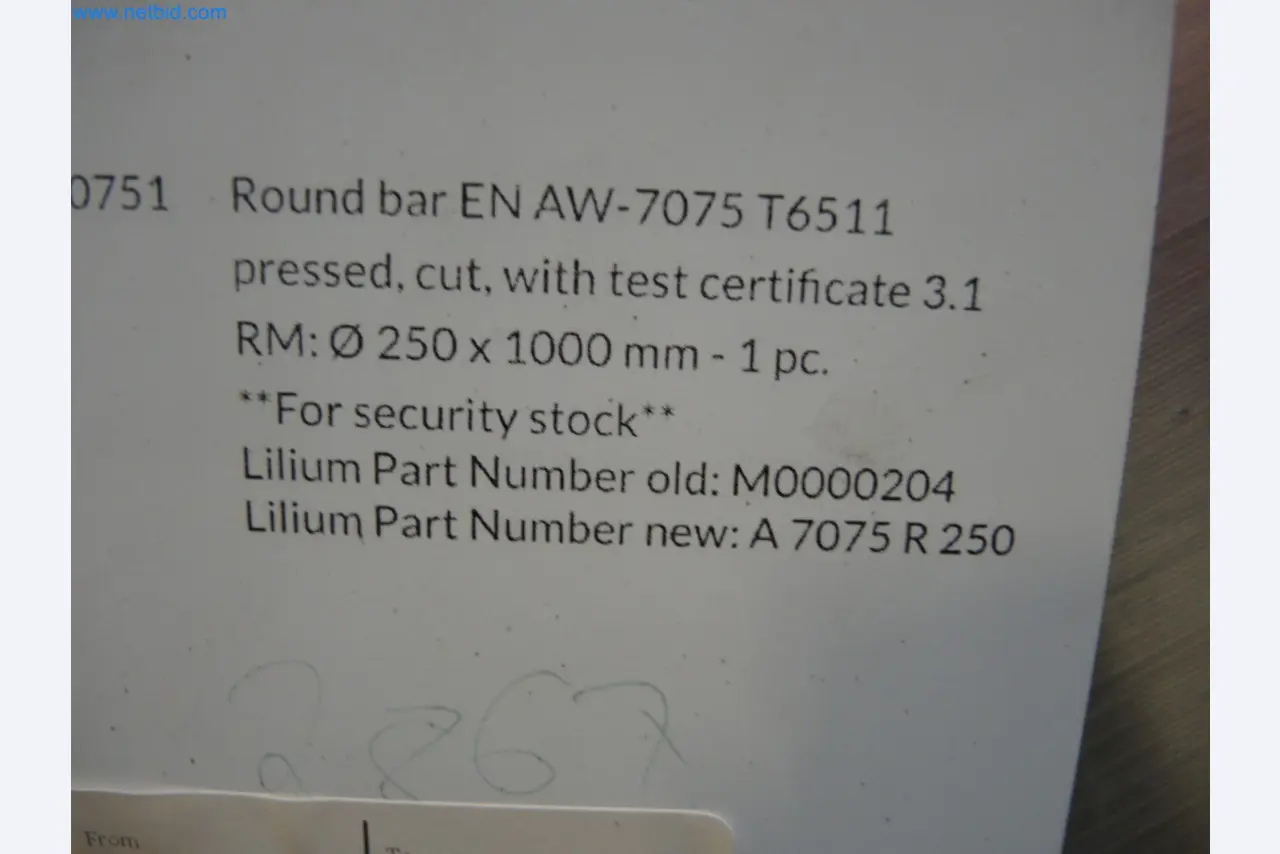 www.netbid.com
0751 Round bar EN AW-7075 T6511
pressed, cut, with test certificate 3.1
RM: Ø 250 x 1000 mm - 1 pc.
**For security stock**
Lilium Part Number old: M0000204
Lilium Part Number new: A 7075 R 250
From